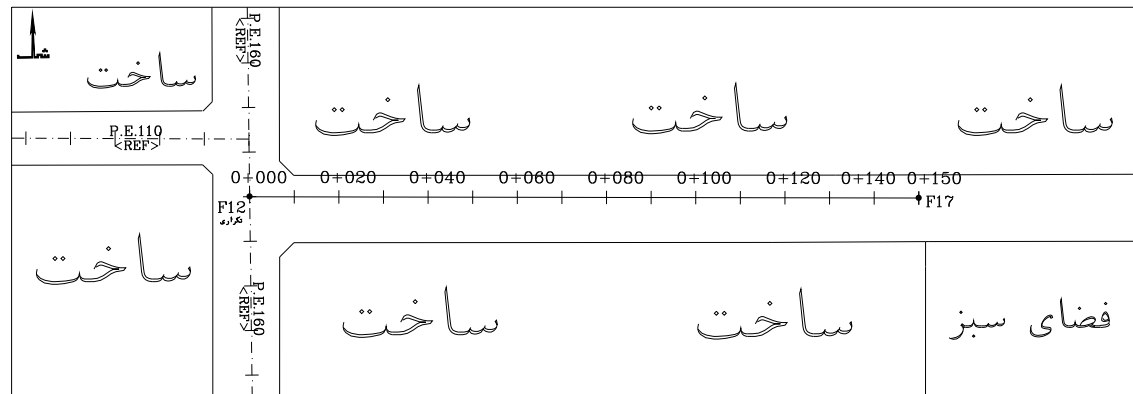 P.E.160
<REF>
ساخت
ساخت
ساخت
ساخت
P.E.110
<REF>
0+000
0+020
0+040
0+060
0+080
0+100
0+120
0+140
0+150
F12
تکراری
F17
ساخت
P.E.160
<REF>
ساخت
ساخت
فضای سبز